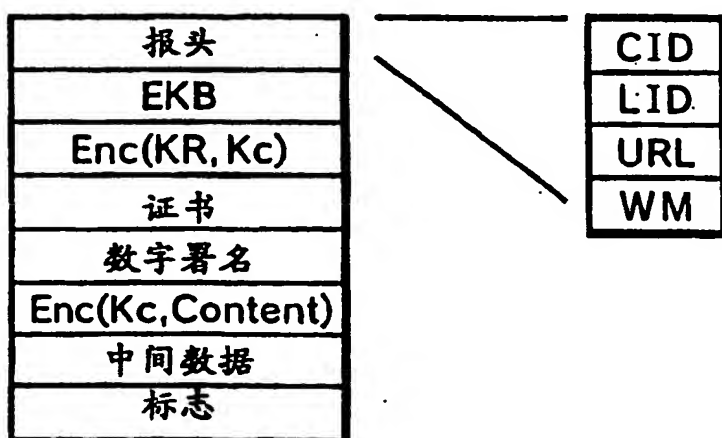 报头
EKB
Enc(KR, Kc)
证书
数字署名
Enc(Kc, Content)
中间数据
标志
CID
LID
URL
WM